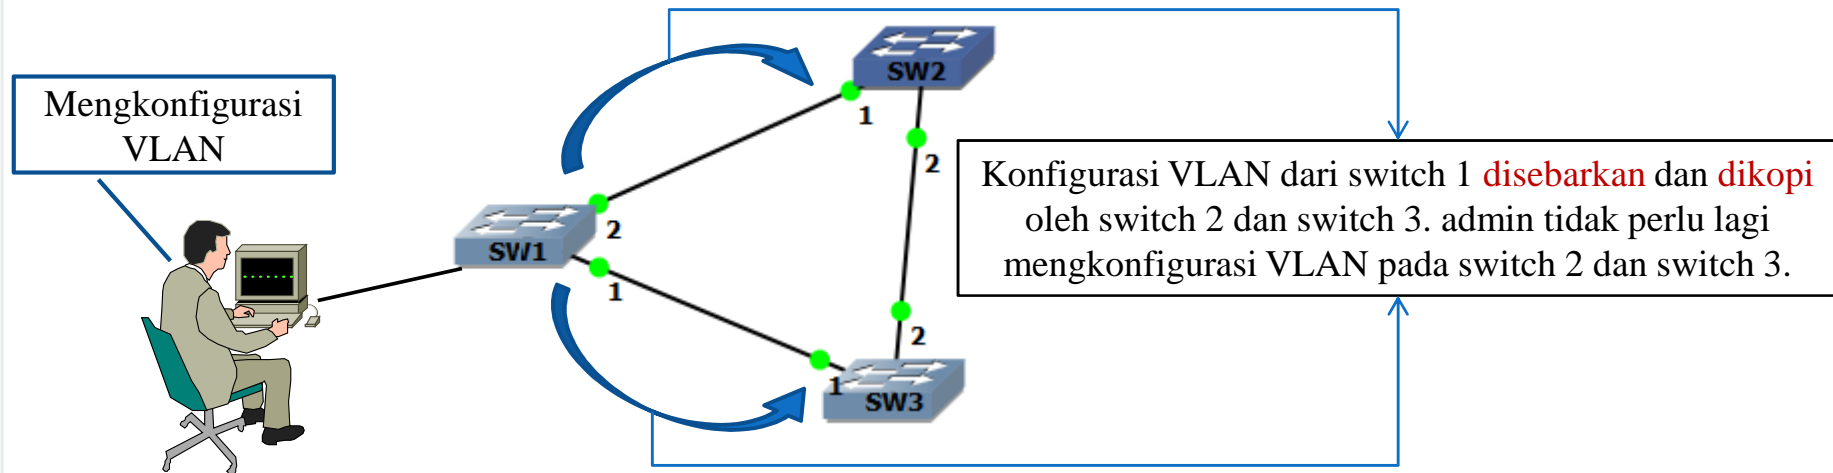 Mengkonfigurasi
VLAN
SW2
1
2
2
SW1
1
2
1
SW3
Konfigurasi VLAN dari switch 1 disebarkan dan dikopi
oleh switch 2 dan switch 3. admin tidak perlu lagi
mengkonfigurasi VLAN pada switch 2 dan switch 3.